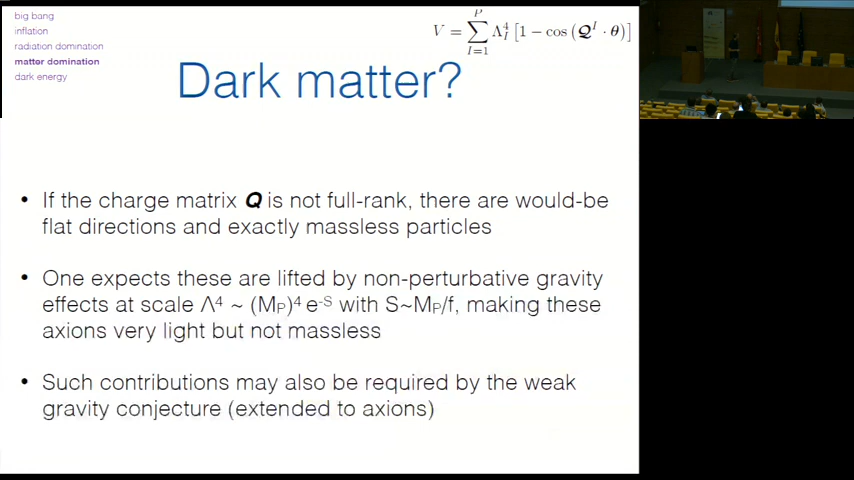 big bang
inflation
radiation domination
matter domination
dark energy
V = \sum_{I=1}^{P} Λ_I^4 [1 − cos (Q^I · θ)]
Dark matter?
• If the charge matrix Q is not full-rank, there are would-be
flat directions and exactly massless particles
• One expects these are lifted by non-perturbative gravity
effects at scale Λ⁴ ~ (M_P)⁴ e^{-S} with S~M_P/f, making these
axions very light but not massless
• Such contributions may also be required by the weak
gravity conjecture (extended to axions)